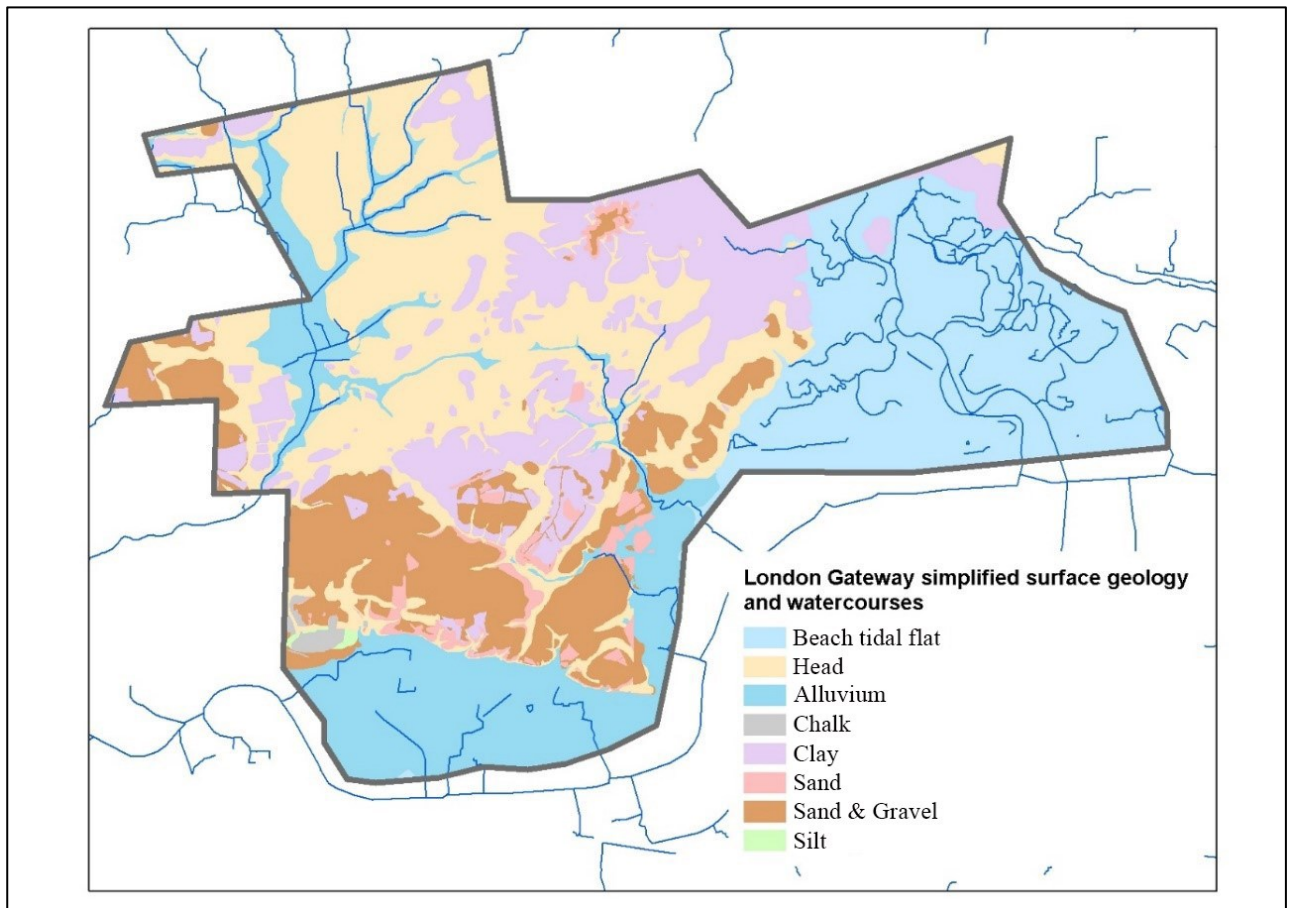 London Gateway simplified surface geology
and watercourses
Beach tidal flat
Head
Alluvium
Chalk
Clay
Sand
Sand & Gravel
Silt